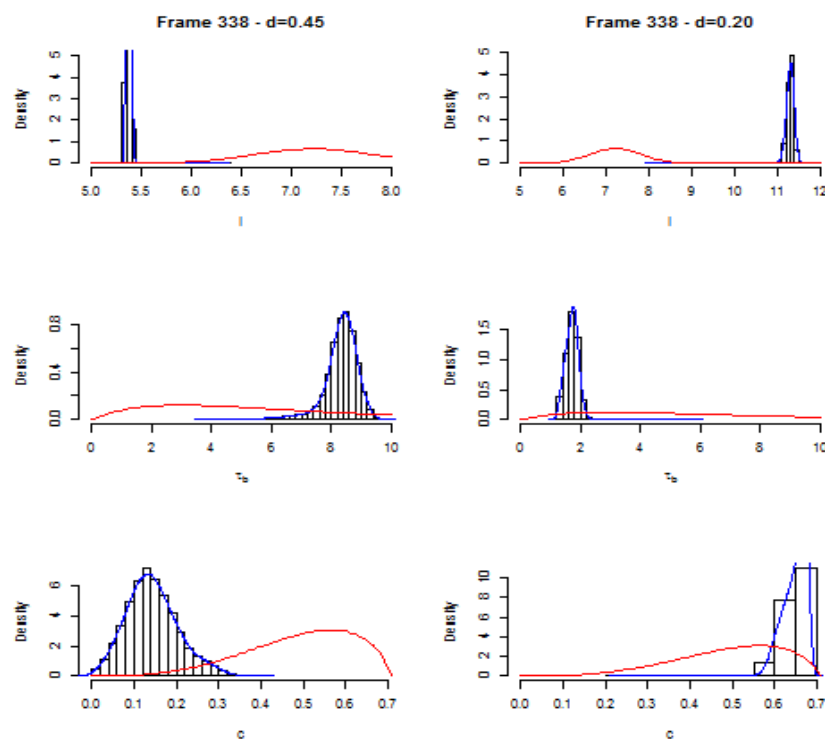 Frame 338 - d=0.45
Frame 338 - d=0.20
Density
0 1 2 3 4 5
5.0 5.5 6.0 6.5 7.0 7.5 8.0
l
Density
0 1 2 3 4 5
5 6 7 8 9 10 11 12
l
Density
0.0 0.4 0.8
0 2 4 6 8 10
τb
Density
0.0 0.5 1.0 1.5
0 2 4 6 8 10
τb
Density
0 2 4 6
0.0 0.1 0.2 0.3 0.4 0.5 0.6 0.7
c
Density
0 2 4 6 8 10
0.0 0.1 0.2 0.3 0.4 0.5 0.6 0.7
c